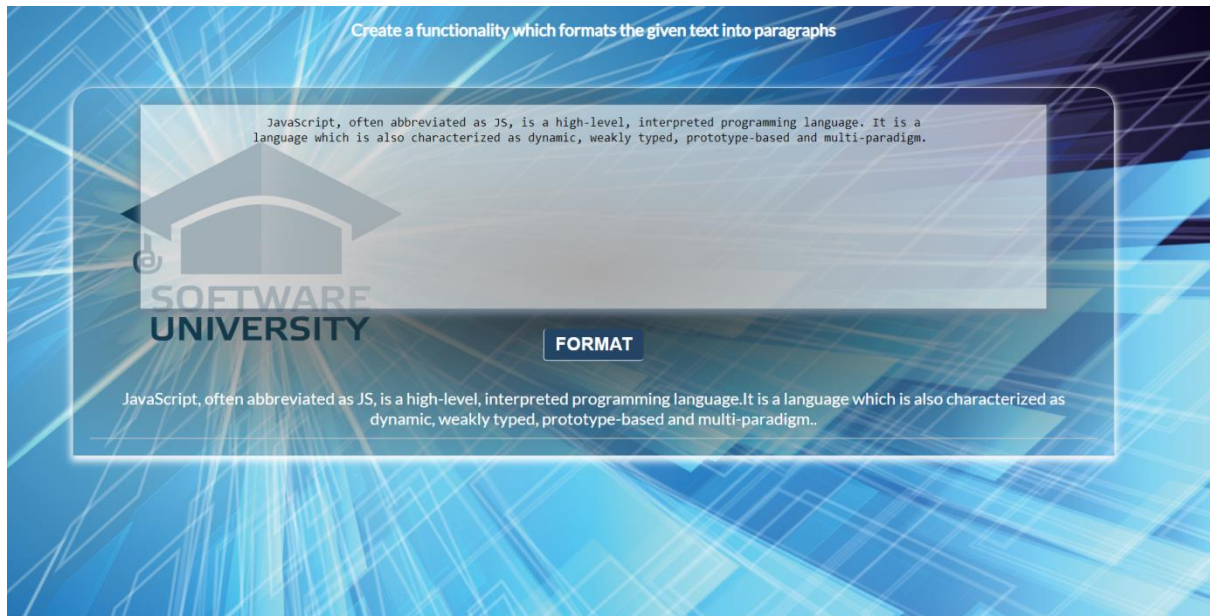 Create a functionality which formats the given text into paragraphs
JavaScript, often abbreviated as JS, is a high-level, interpreted programming language. It is a
language which is also characterized as dynamic, weakly typed, prototype-based and multi-paradigm.
SOFTWARE
UNIVERSITY
FORMAT
JavaScript, often abbreviated as JS, is a high-level, interpreted programming language.It is a language which is also characterized as
dynamic, weakly typed, prototype-based and multi-paradigm..